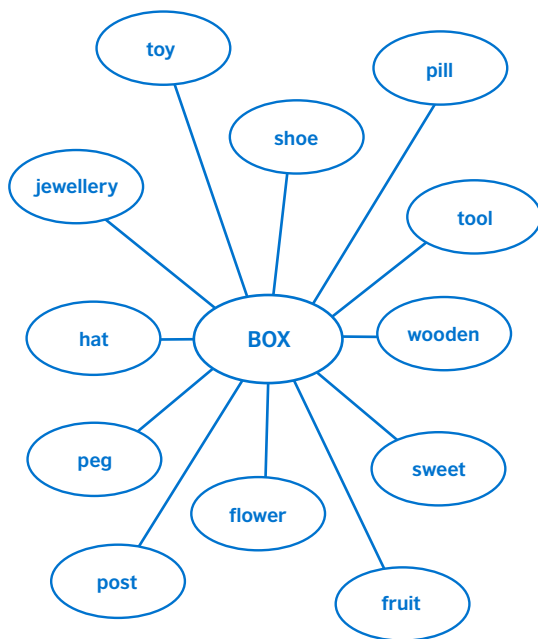 toy
pill
shoe
jewellery
tool
hat
BOX
wooden
peg
sweet
flower
post
fruit